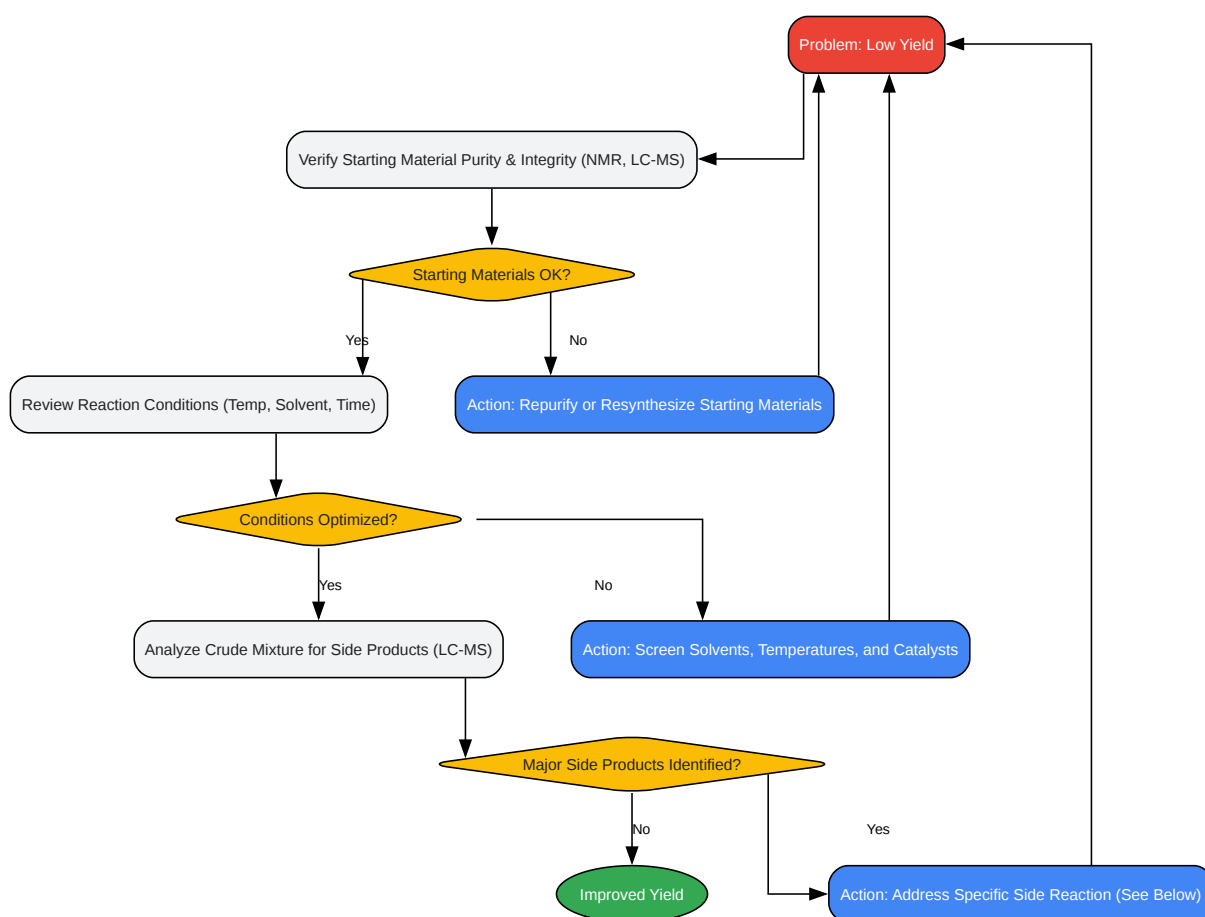 Problem: Low Yield
Verify Starting Material Purity & Integrity (NMR, LC-MS)
Starting Materials OK?
Yes
No
Review Reaction Conditions (Temp, Solvent, Time)
Action: Repurify or Resynthesize Starting Materials
Conditions Optimized?
Yes
No
Analyze Crude Mixture for Side Products (LC-MS)
Action: Screen Solvents, Temperatures, and Catalysts
Major Side Products Identified?
No
Yes
Improved Yield
Action: Address Specific Side Reaction (See Below)